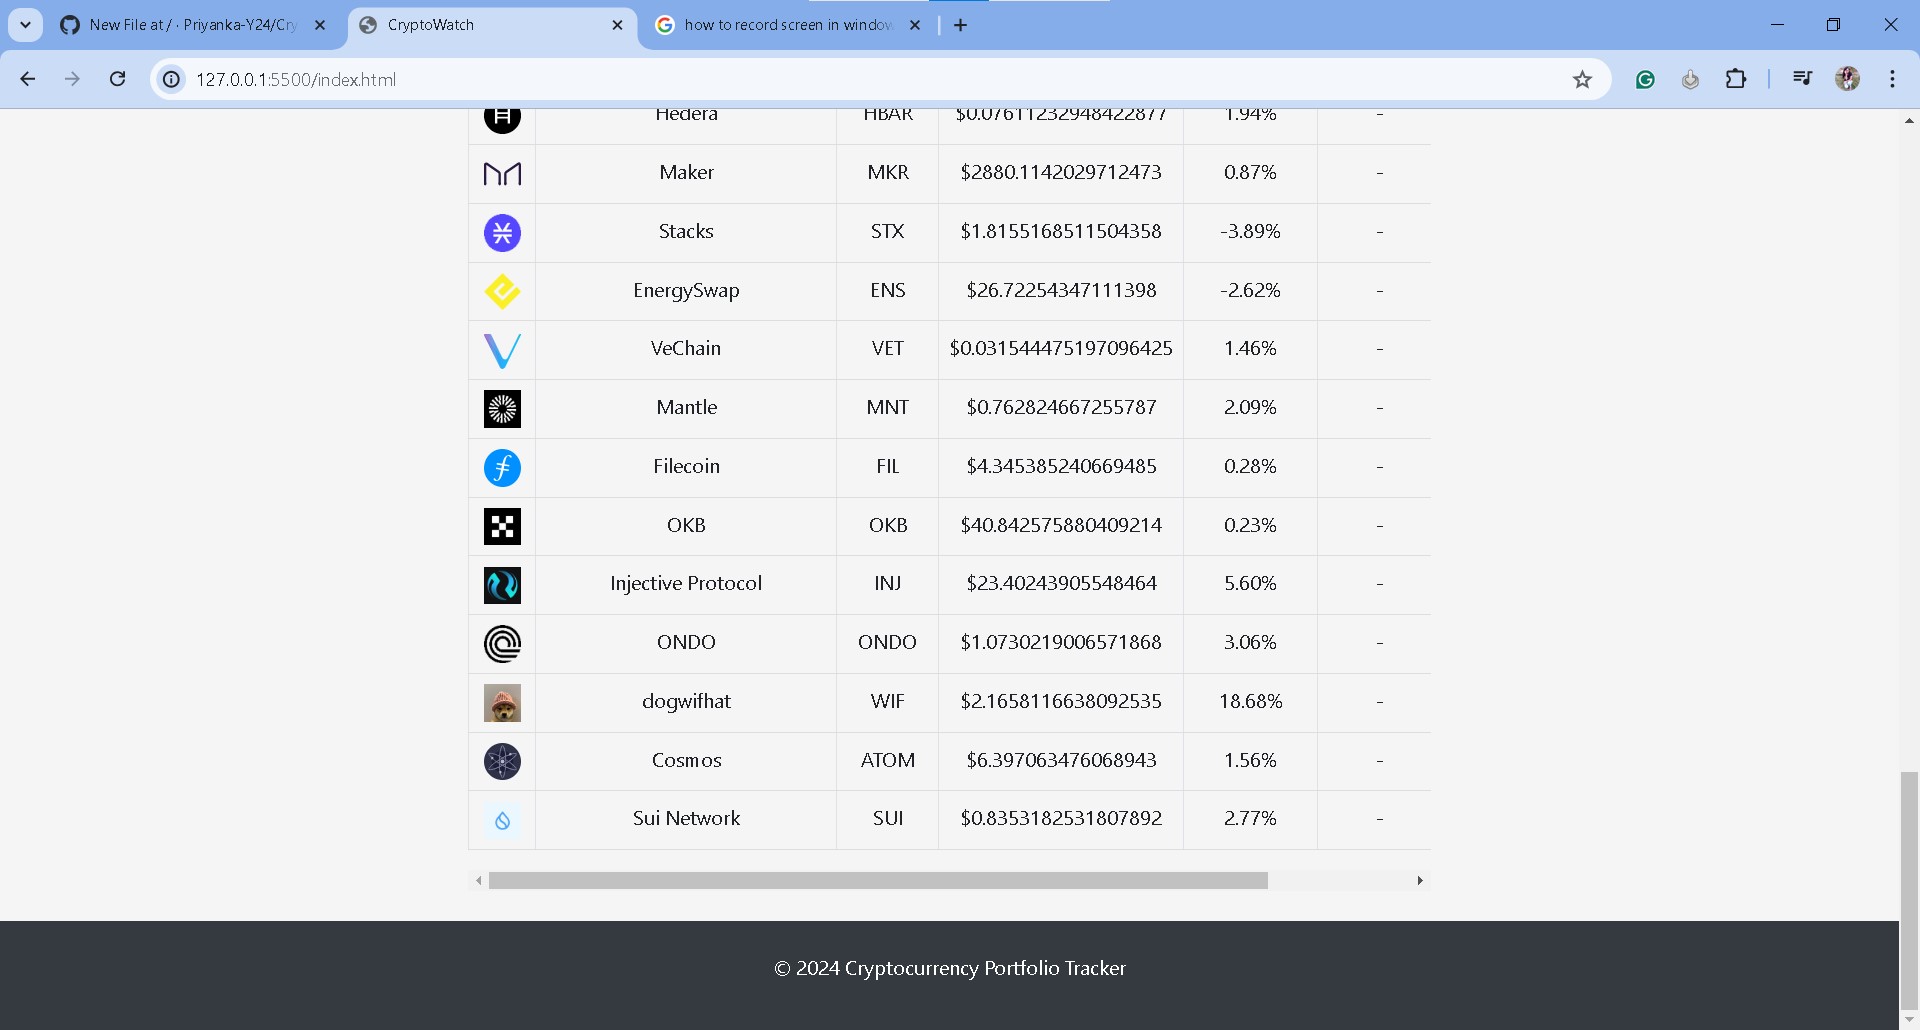 New File at / · Priyanka-Y24/Cry
CryptoWatch
how to record screen in window
127.0.0.1:5500/index.html
Hedera HBAR $0.07611232948422877 1.94% -
Maker MKR $2880.1142029712473 0.87% -
Stacks STX $1.8155168511504358 -3.89% -
EnergySwap ENS $26.72254347111398 -2.62% -
VeChain VET $0.031544475197096425 1.46% -
Mantle MNT $0.762824667255787 2.09% -
Filecoin FIL $4.345385240669485 0.28% -
OKB OKB $40.842575880409214 0.23% -
Injective Protocol INJ $23.40243905548464 5.60% -
ONDO ONDO $1.0730219006571868 3.06% -
dogwifhat WIF $2.1658116638092535 18.68% -
Cosmos ATOM $6.397063476068943 1.56% -
Sui Network SUI $0.8353182531807892 2.77% -
© 2024 Cryptocurrency Portfolio Tracker